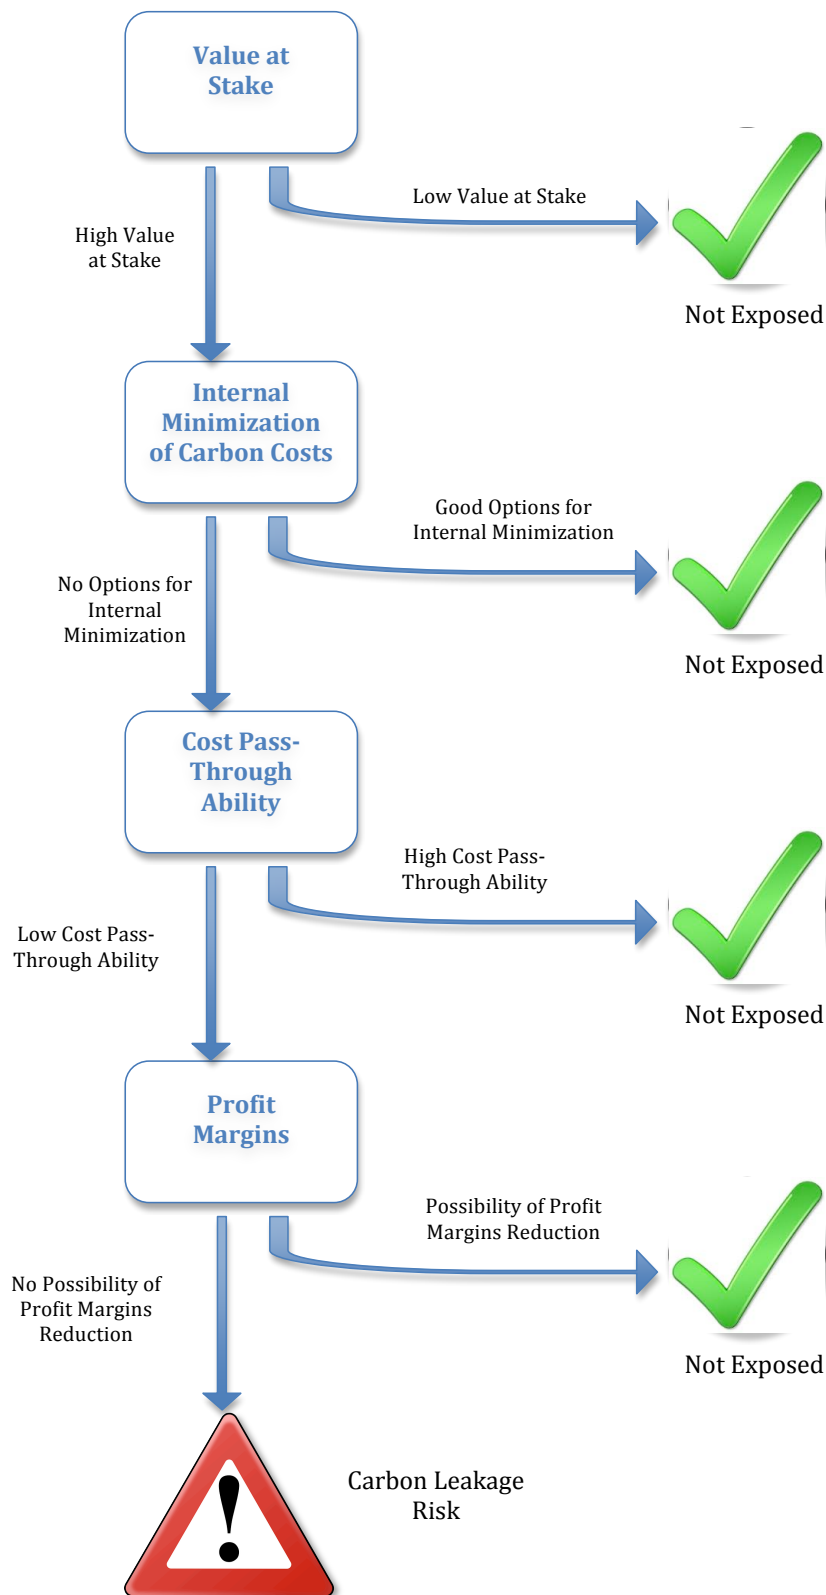 Value at
Stake
Low Value at Stake
High Value
at Stake
Not Exposed
Internal
Minimization
of Carbon Costs
Good Options for
Internal Minimization
No Options for
Internal
Minimization
Not Exposed
Cost Pass-
Through
Ability
High Cost Pass-
Through Ability
Low Cost Pass-
Through Ability
Not Exposed
Profit
Margins
Possibility of Profit
Margins Reduction
No Possibility of
Profit Margins
Reduction
Not Exposed
Carbon Leakage
Risk
!